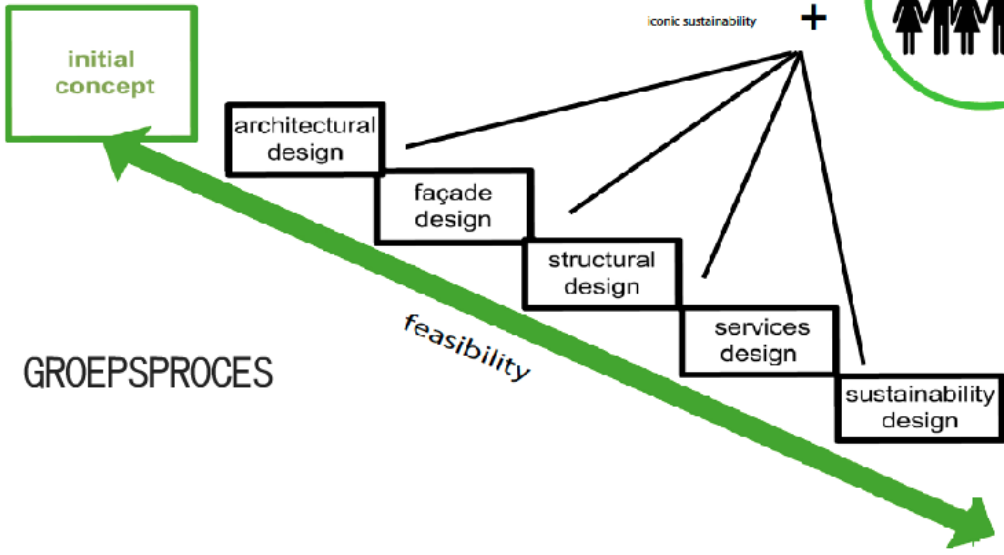 iconic sustainability
+
initial
concept
architectural
design
façade
design
structural
design
services
design
sustainability
design
feasibility
GROEPSPROCES